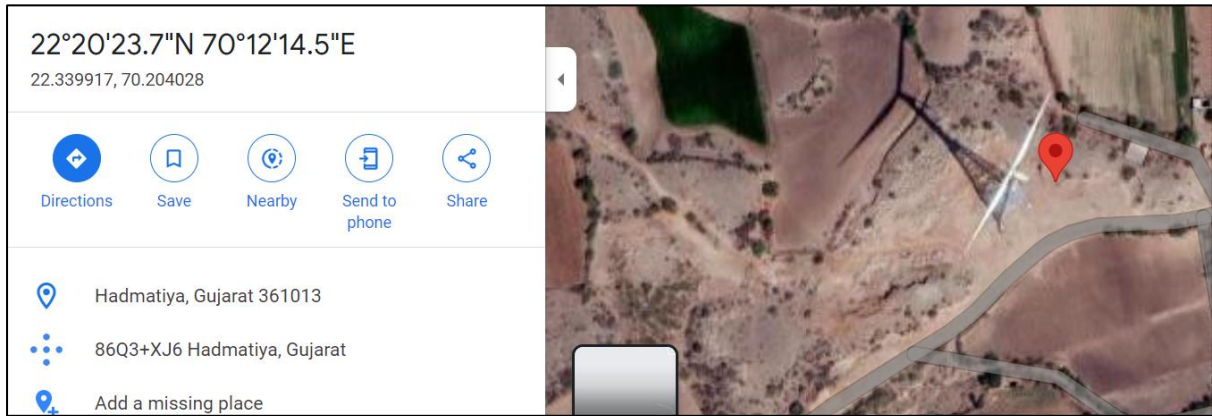 22°20'23.7"N 70°12'14.5"E
22.339917, 70.204028
Directions Save Nearby Send to phone Share
Hadmatiya, Gujarat 361013
86Q3+XJ6 Hadmatiya, Gujarat
Add a missing place